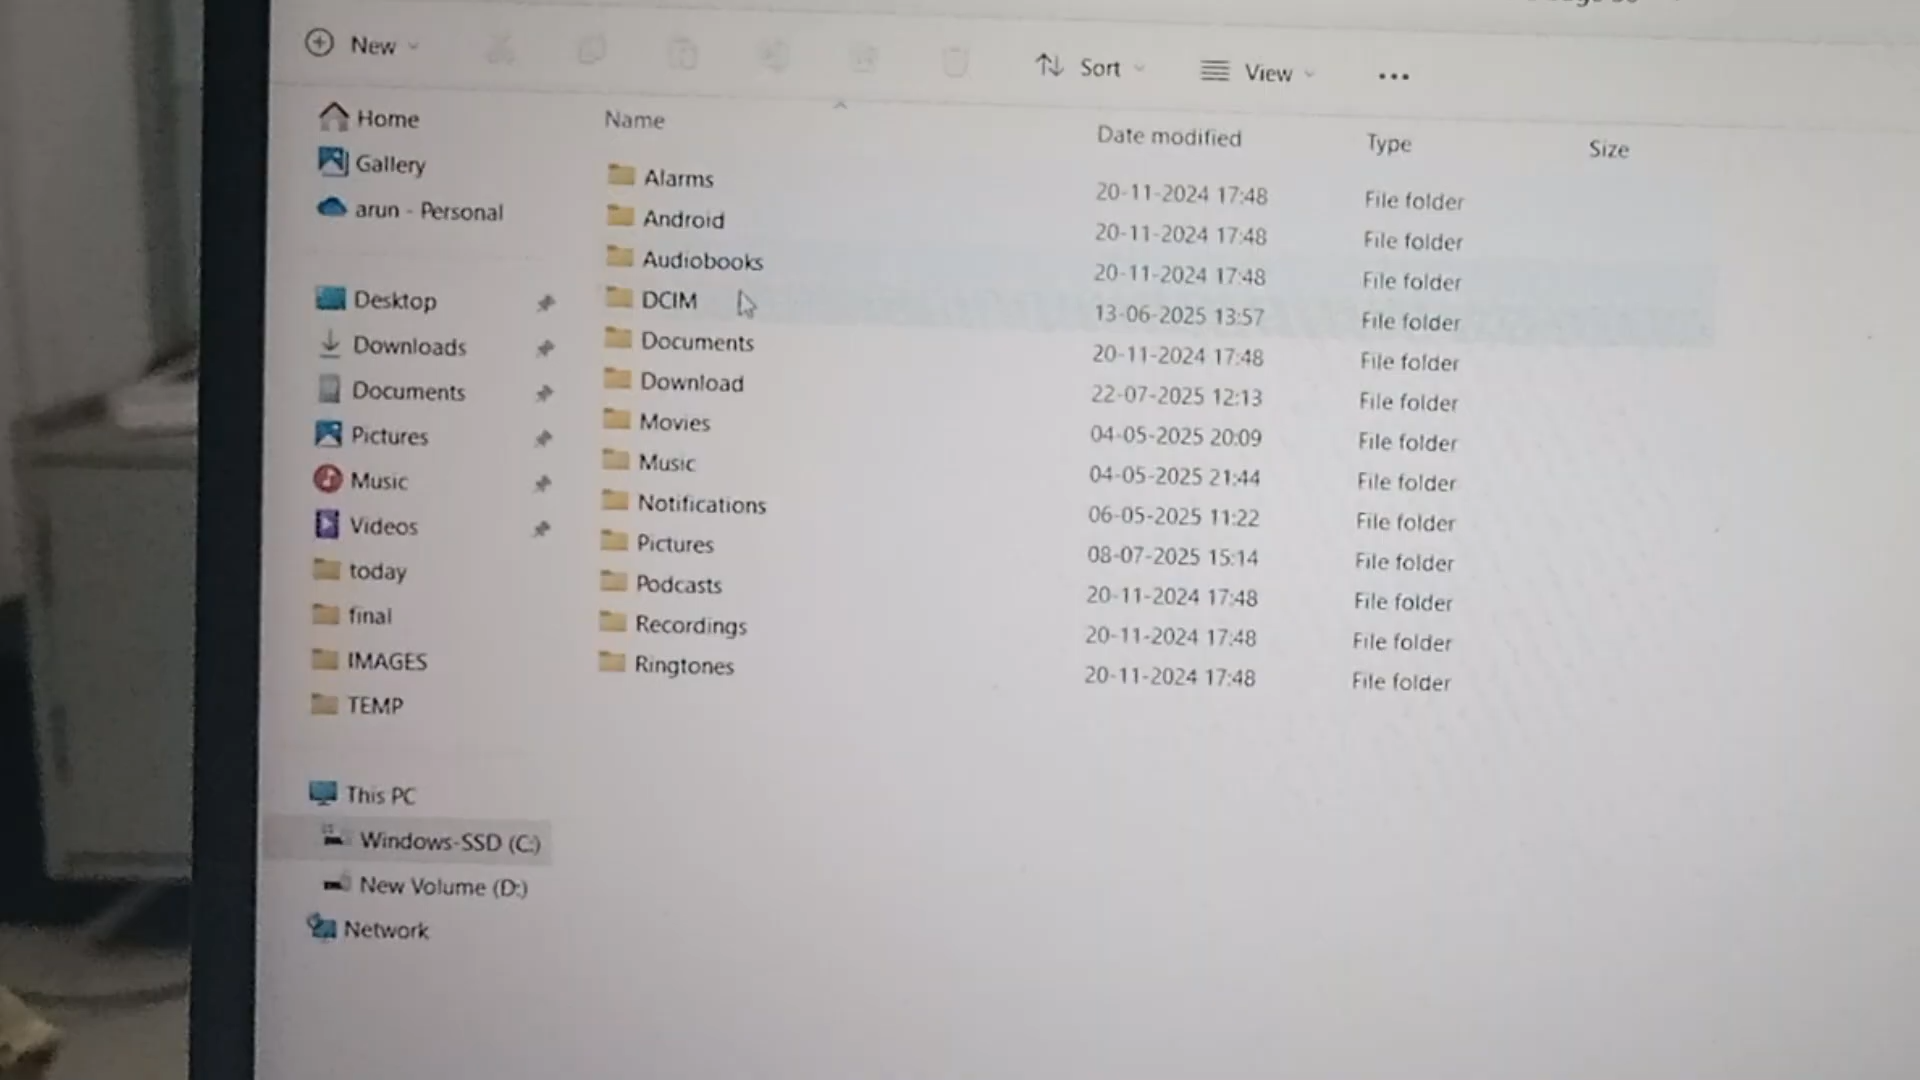 New
Sort
View
Home
Gallery
arun - Personal
Desktop
Downloads
Documents
Pictures
Music
Videos
today
final
IMAGES
TEMP
This PC
Windows-SSD (C:)
New Volume (D:)
Network
Name Date modified Type Size
Alarms 20-11-2024 17:48 File folder
Android 20-11-2024 17:48 File folder
Audiobooks 20-11-2024 17:48 File folder
DCIM 13-06-2025 13:57 File folder
Documents 20-11-2024 17:48 File folder
Download 22-07-2025 12:13 File folder
Movies 04-05-2025 20:09 File folder
Music 04-05-2025 21:44 File folder
Notifications 06-05-2025 11:22 File folder
Pictures 08-07-2025 15:14 File folder
Podcasts 20-11-2024 17:48 File folder
Recordings 20-11-2024 17:48 File folder
Ringtones 20-11-2024 17:48 File folder